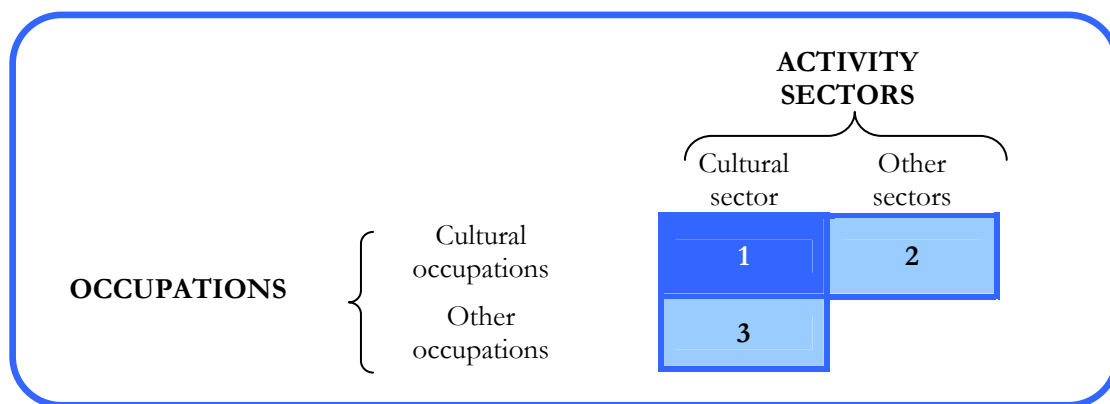 ACTIVITY
SECTORS
Cultural
sector
Other
sectors
Cultural
occupations
1
2
OCCUPATIONS
Other
occupations
3